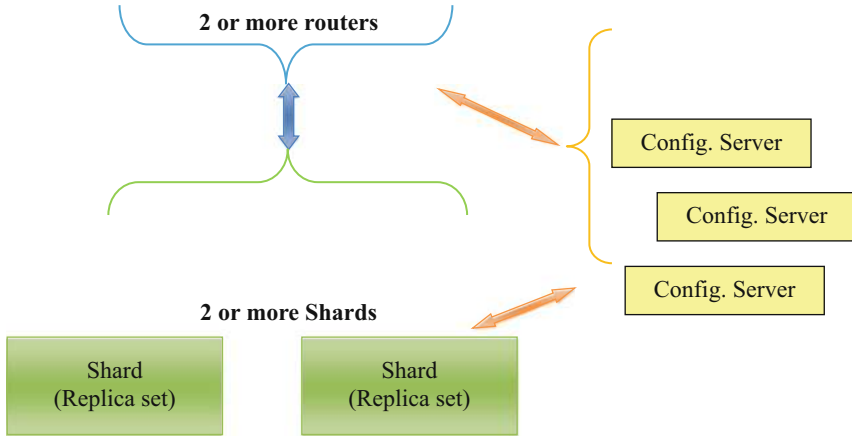 2 or more routers
Config. Server
Config. Server
Config. Server
2 or more Shards
Shard
(Replica set)
Shard
(Replica set)